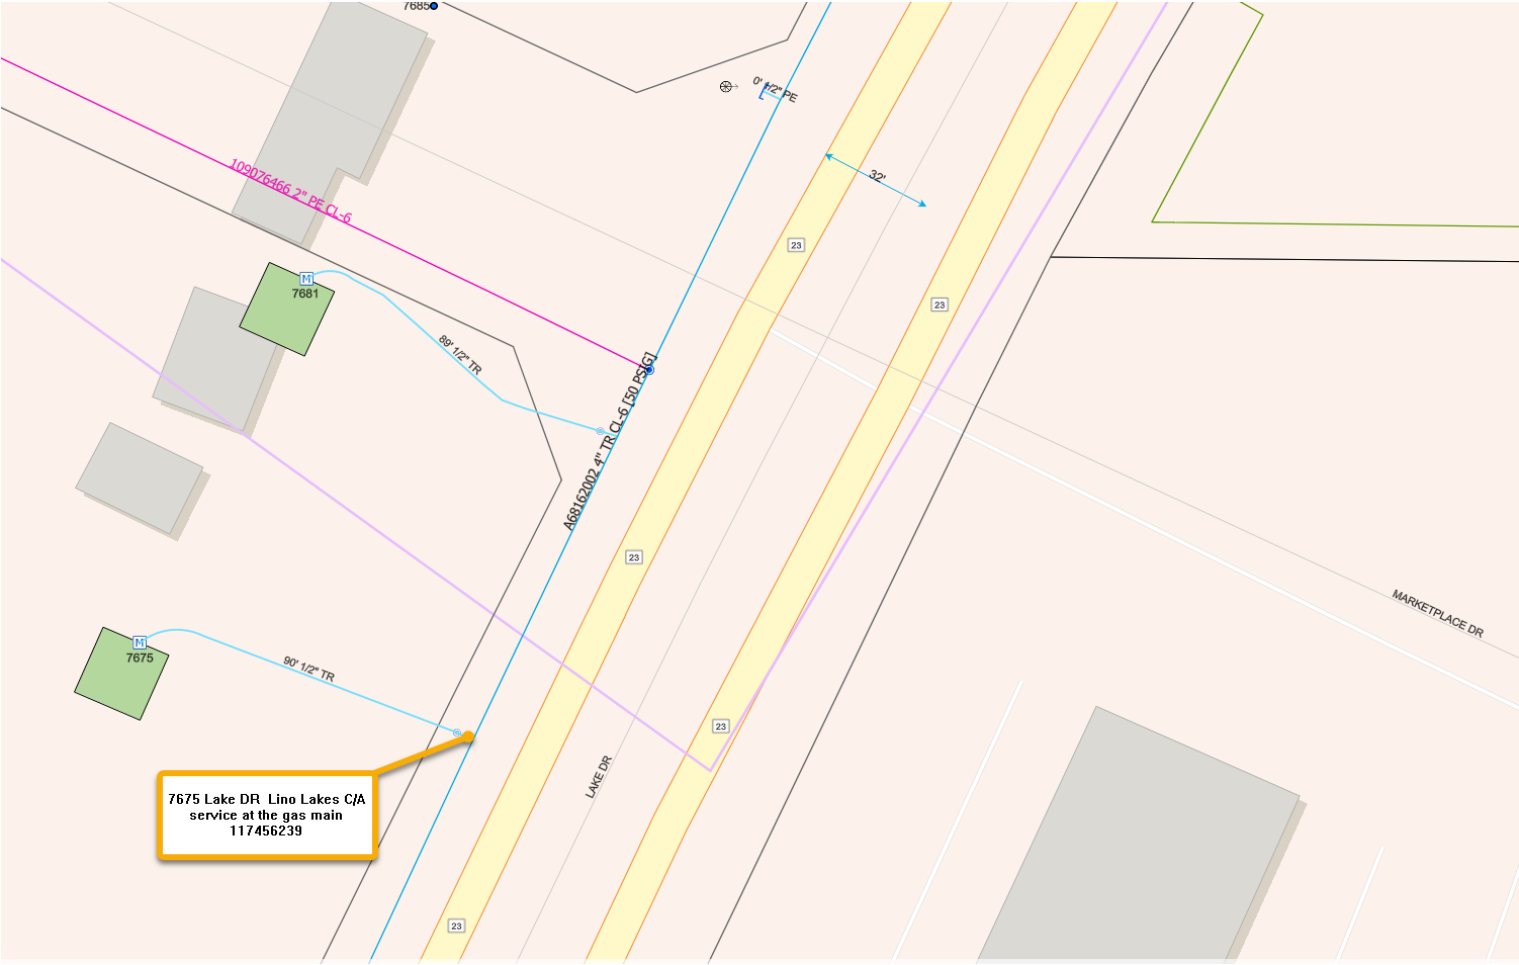 7685
0' 1/2" PE
109076466 2" PE CL-6
32'
23
7681
23
89' 1/2" TR
A68162002 4" TR CL-6 [50 PSIG]
23
MARKETPLACE DR
7675
90' 1/2" TR
23
LAKE DR
7675 Lake DR  Lino Lakes C/A
service at the gas main
117456239
23
M
M